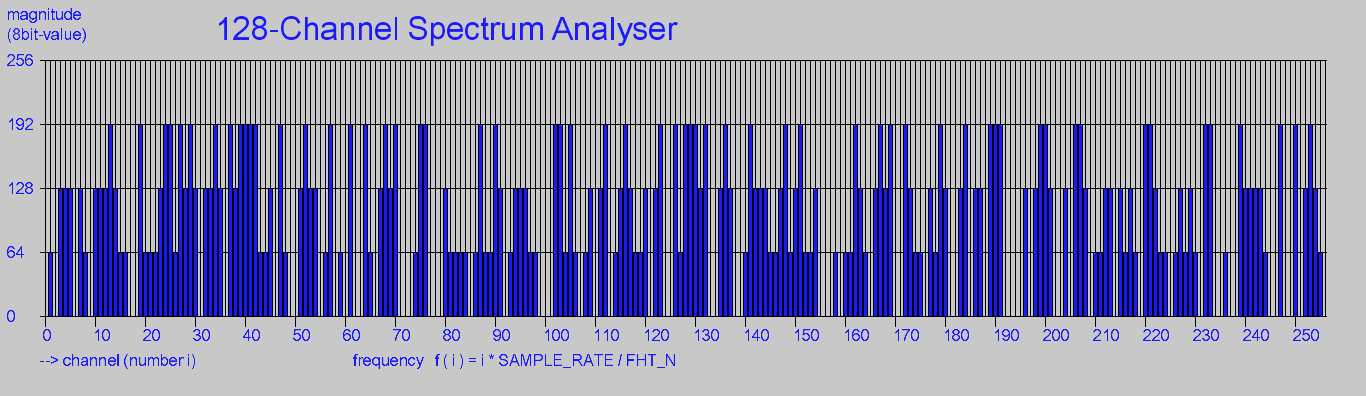 magnitude
(8bit-value)
128-Channel Spectrum Analyser
256
192
128
64
0
0 10 20 30 40 50 60 70 80 90 100 110 120 130 140 150 160 170 180 190 200 210 220 230 240 250
--> channel (number i) frequency f ( i ) = i * SAMPLE_RATE / FHT_N